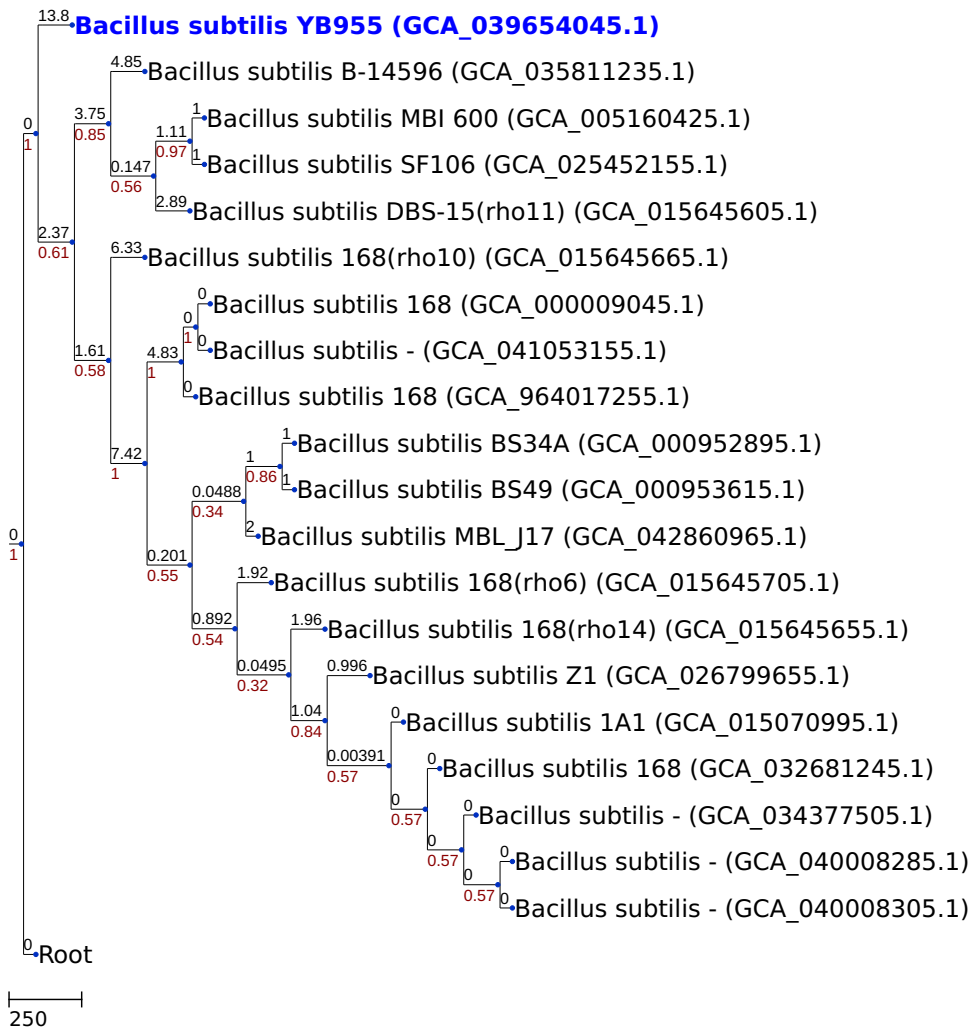 13.8
Bacillus subtilis YB955 (GCA_039654045.1)
4.85
Bacillus subtilis B-14596 (GCA_035811235.1)
3.75
0.85
1
Bacillus subtilis MBI 600 (GCA_005160425.1)
0
1
1.11
0.97
1
Bacillus subtilis SF106 (GCA_025452155.1)
0.147
0.56
2.89
Bacillus subtilis DBS-15(rho11) (GCA_015645605.1)
2.37
0.61
6.33
Bacillus subtilis 168(rho10) (GCA_015645665.1)
0
Bacillus subtilis 168 (GCA_000009045.1)
0
1
0
Bacillus subtilis - (GCA_041053155.1)
1.61
0.58
4.83
1
0
Bacillus subtilis 168 (GCA_964017255.1)
1
Bacillus subtilis BS34A (GCA_000952895.1)
7.42
1
1
0.86
1
Bacillus subtilis BS49 (GCA_000953615.1)
0.0488
0.34
2
Bacillus subtilis MBL_J17 (GCA_042860965.1)
0
1
0.201
0.55
1.92
Bacillus subtilis 168(rho6) (GCA_015645705.1)
0.892
0.54
1.96
Bacillus subtilis 168(rho14) (GCA_015645655.1)
0.0495
0.32
0.996
Bacillus subtilis Z1 (GCA_026799655.1)
1.04
0.84
0
Bacillus subtilis 1A1 (GCA_015070995.1)
0.00391
0.57
0
Bacillus subtilis 168 (GCA_032681245.1)
0
0.57
0
Bacillus subtilis - (GCA_034377505.1)
0
0.57
0
Bacillus subtilis - (GCA_040008285.1)
0
0.57
0
Bacillus subtilis - (GCA_040008305.1)
0
Root
250